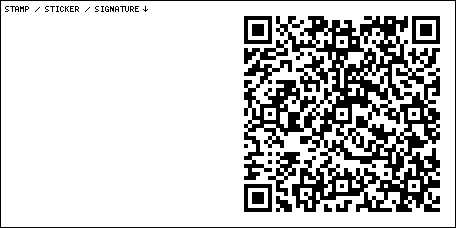 STAMP / STICKER / SIGNATURE ↓